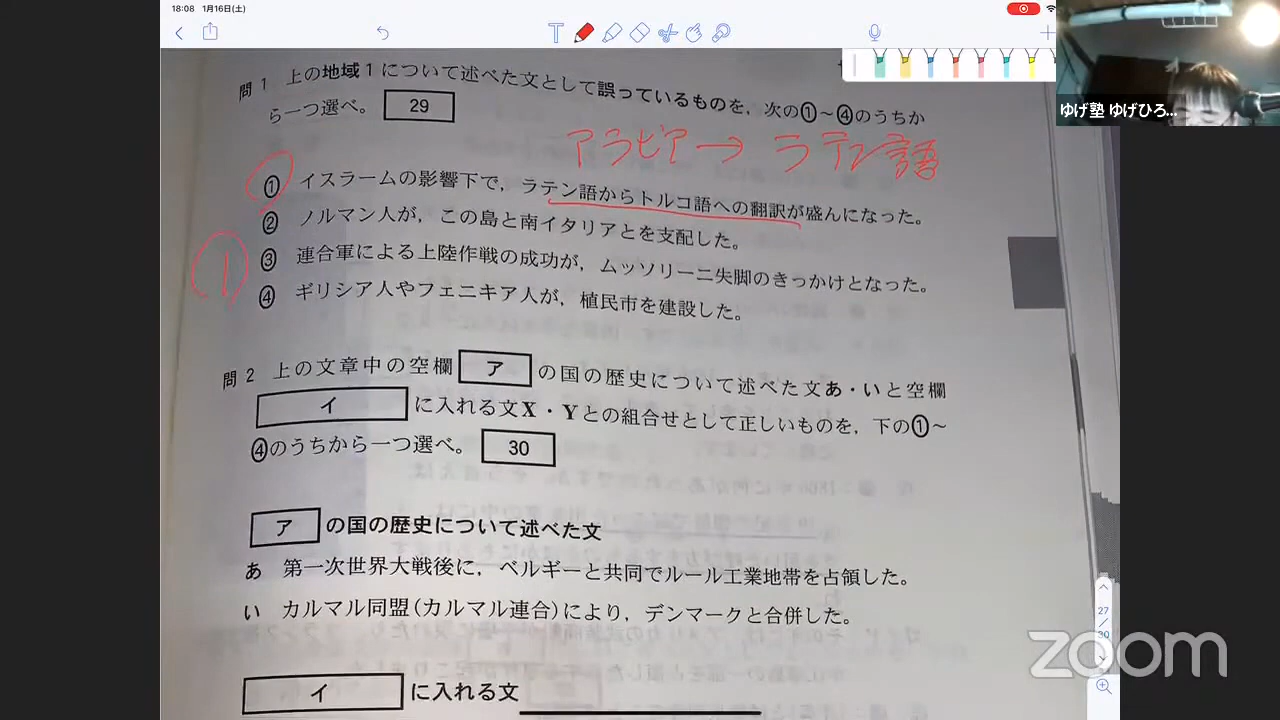 18:08 1月16日(土)
ゆげ塾 ゆげひろ...
問1 上の地域1について述べた文として誤っているものを，次の①～④のうちか
ら一つ選べ。 29
アラビア→ラテン語
① イスラームの影響下で，ラテン語からトルコ語への翻訳が盛んになった。
② ノルマン人が，この島と南イタリアとを支配した。
1
③ 連合軍による上陸作戦の成功が，ムッソリーニ失脚のきっかけとなった。
④ ギリシア人やフェニキア人が，植民市を建設した。
問2 上の文章中の空欄 ア の国の歴史について述べた文あ・いと空欄
イ に入れる文X・Yとの組合せとして正しいものを，下の①～
④のうちから一つ選べ。 30
ア の国の歴史について述べた文
あ 第一次世界大戦後に，ベルギーと共同でルール工業地帯を占領した。
い カルマル同盟(カルマル連合)により，デンマークと合併した。
イ に入れる文
27
/
30
zoom